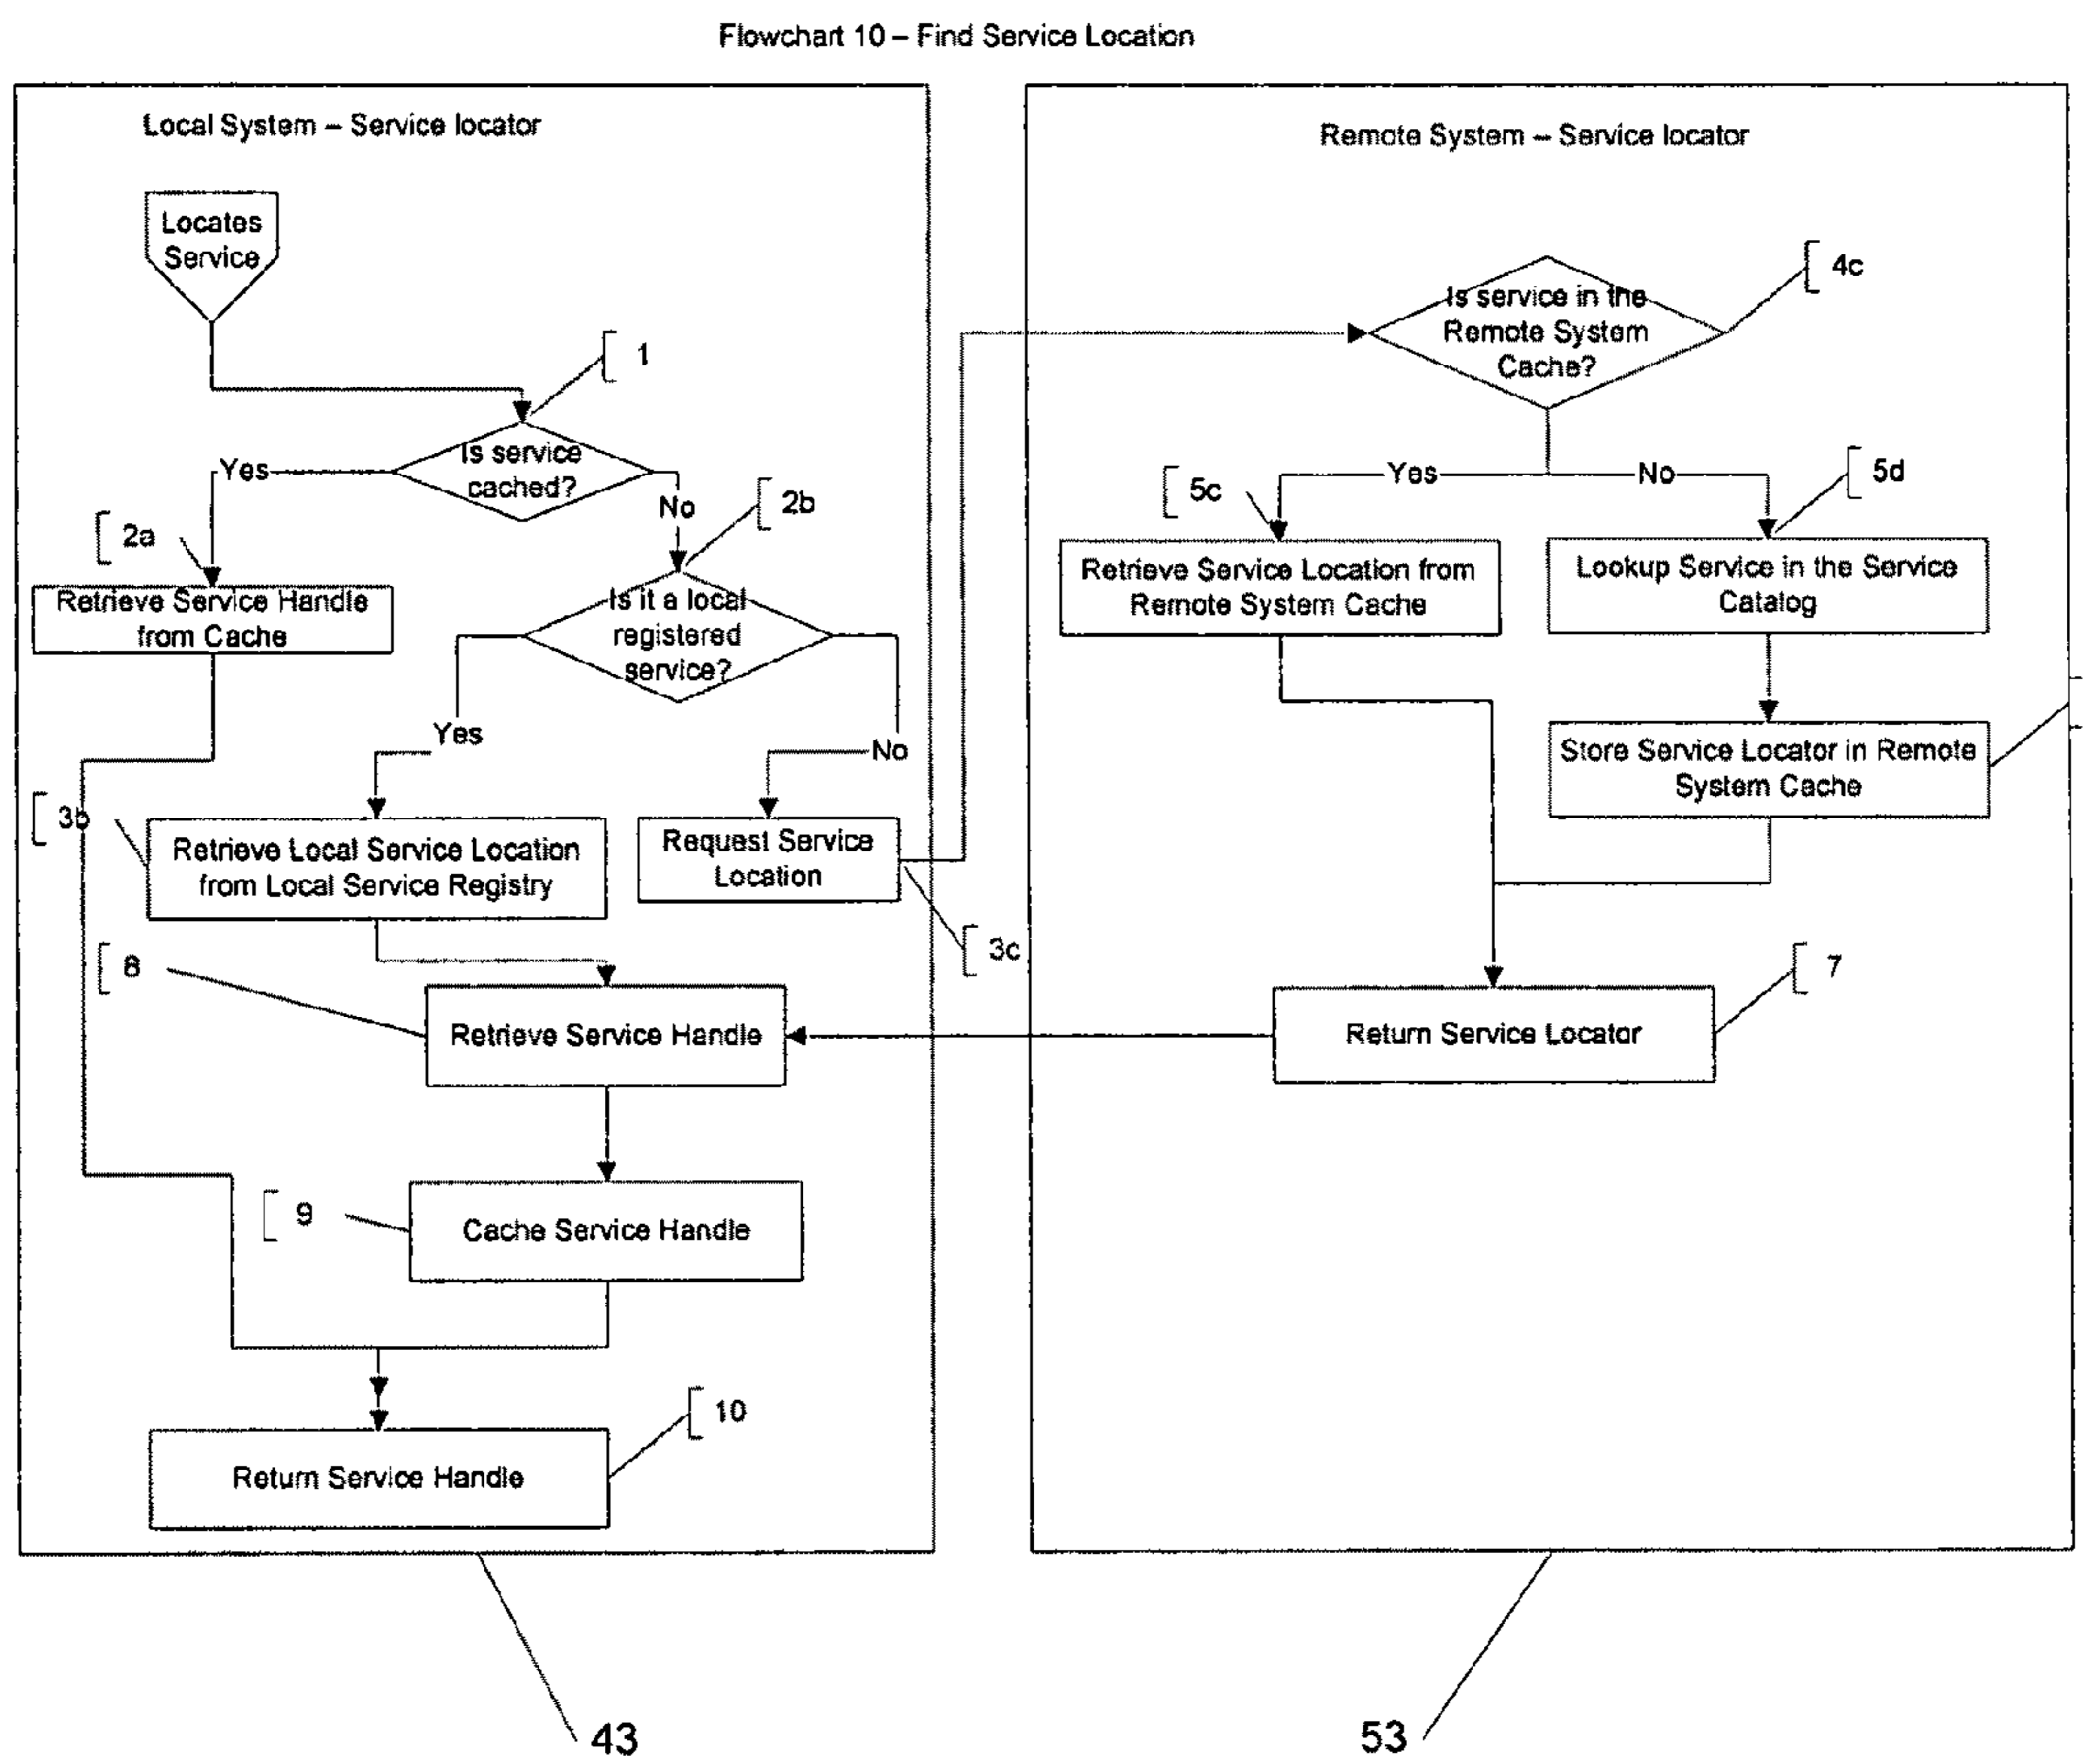 Flowchart 10 – Find Service Location
Local System – Service locator
Locates
Service
1
Is service
cached?
Yes
No
2a
2b
Retrieve Service Handle
from Cache
Is it a local
registered
service?
Yes
No
3b
Retrieve Local Service Location
from Local Service Registry
Request Service
Location
3c
8
Retrieve Service Handle
9
Cache Service Handle
10
Return Service Handle
43
Remote System – Service locator
4c
Is service in the
Remote System
Cache?
Yes
No
5c
5d
Retrieve Service Location from
Remote System Cache
Lookup Service in the Service
Catalog
Store Service Locator in Remote
System Cache
7
Return Service Locator
53